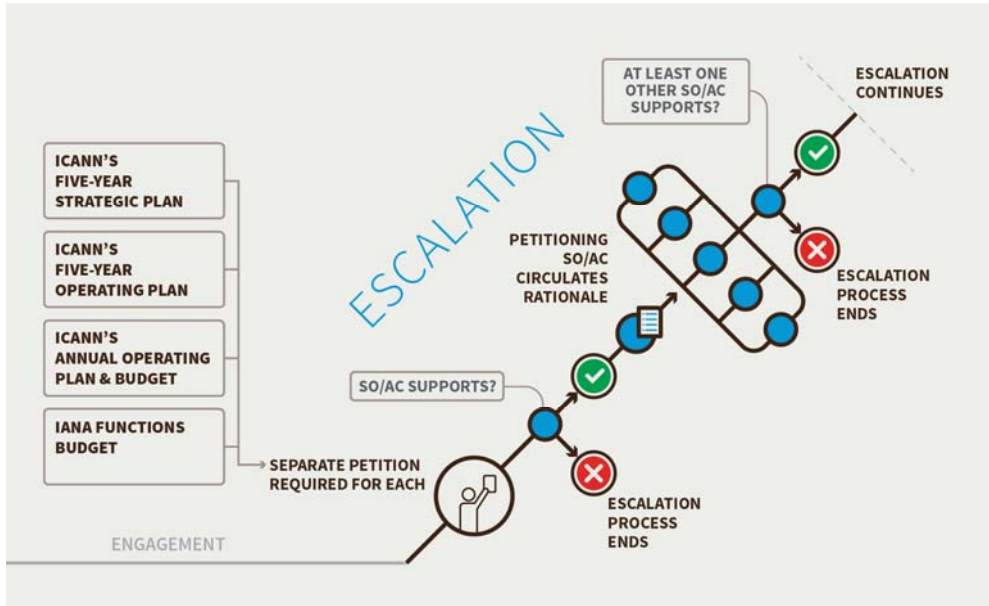 ICANN'S
FIVE-YEAR
STRATEGIC PLAN
ICANN'S
FIVE-YEAR
OPERATING PLAN
ICANN'S
ANNUAL OPERATING
PLAN & BUDGET
IANA FUNCTIONS
BUDGET
SEPARATE PETITION
REQUIRED FOR EACH
ENGAGEMENT
ESCALATION
SO/AC SUPPORTS?
ESCALATION
PROCESS
ENDS
PETITIONING
SO/AC
CIRCULATES
RATIONALE
AT LEAST ONE
OTHER SO/AC
SUPPORTS?
ESCALATION
PROCESS
ENDS
ESCALATION
CONTINUES